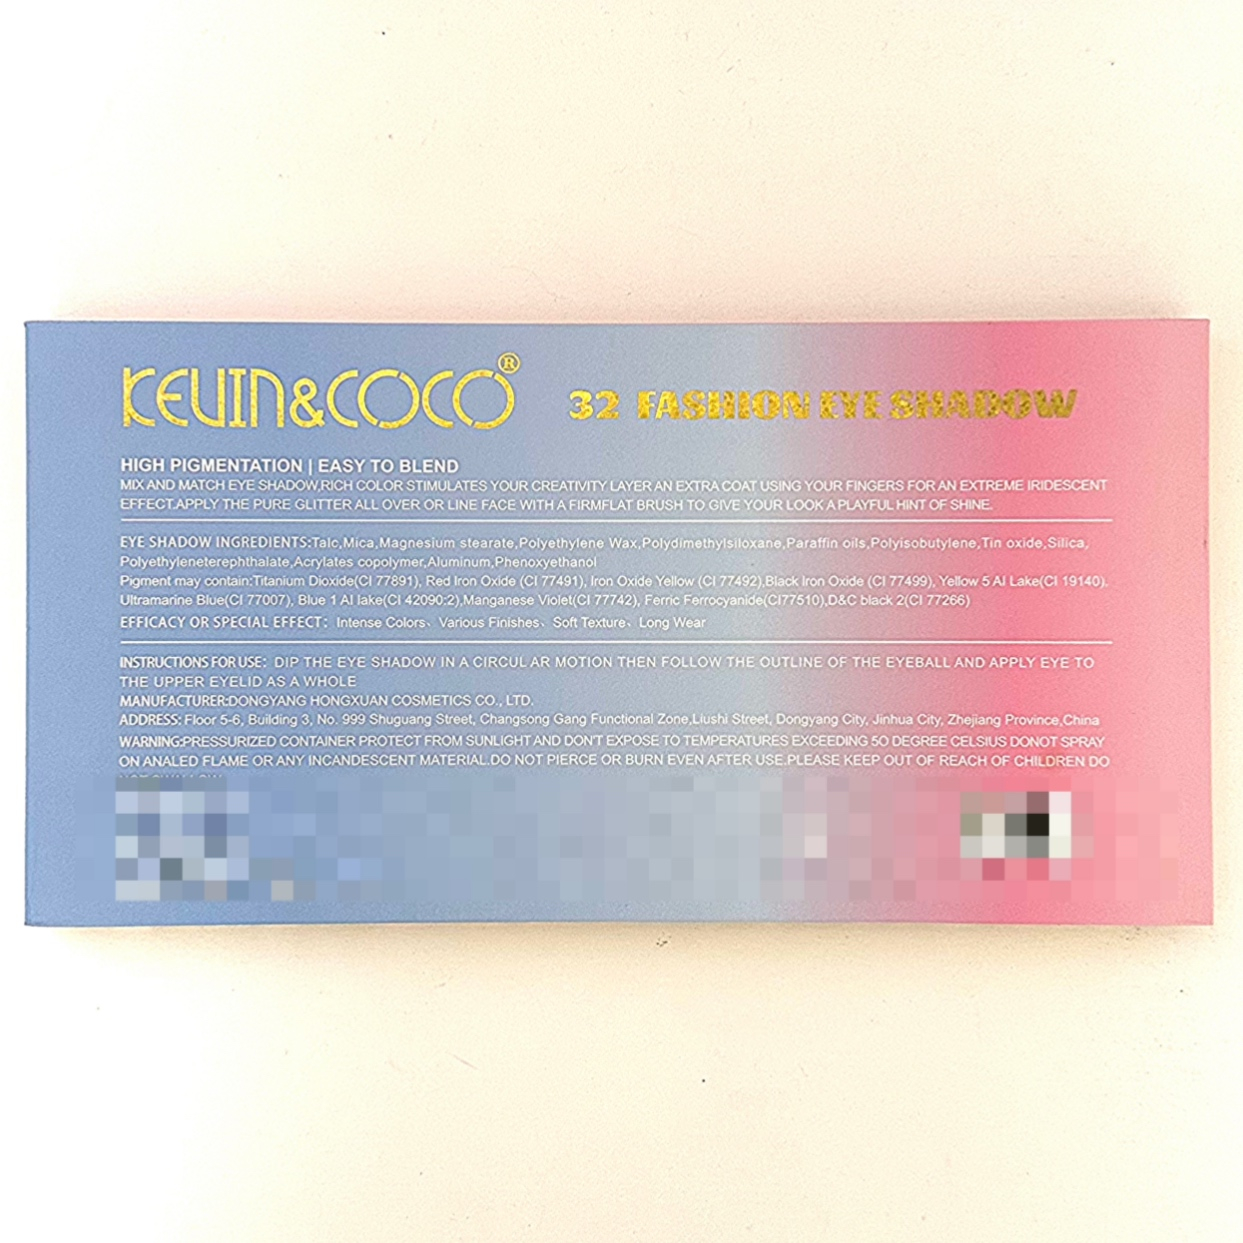 KEVIN&COCO®
32 FASHION EYE SHADOW
HIGH PIGMENTATION | EASY TO BLEND
MIX AND MATCH EYE SHADOW,RICH COLOR STIMULATES YOUR CREATIVITY LAYER AN EXTRA COAT USING YOUR FINGERS FOR AN EXTREME IRIDESCENT
EFFECT.APPLY THE PURE GLITTER ALL OVER OR LINE FACE WITH A FIRMFLAT BRUSH TO GIVE YOUR LOOK A PLAYFUL HINT OF SHINE.
EYE SHADOW INGREDIENTS:Talc,Mica,Magnesium stearate,Polyethylene Wax,Polydimethylsiloxane,Paraffin oils,Polyisobutylene,Tin oxide,Silica,
Polyethyleneterephthalate,Acrylates copolymer,Aluminum,Phenoxyethanol
Pigment may contain:Titanium Dioxide(CI 77891), Red Iron Oxide (CI 77491), Iron Oxide Yellow (CI 77492),Black Iron Oxide (CI 77499), Yellow 5 Al Lake(CI 19140),
Ultramarine Blue(CI 77007), Blue 1 Al lake(CI 42090:2),Manganese Violet(CI 77742), Ferric Ferrocyanide(CI77510),D&C black 2(CI 77266)
EFFICACY OR SPECIAL EFFECT: Intense Colors、Various Finishes、Soft Texture、Long Wear
INSTRUCTIONS FOR USE: DIP THE EYE SHADOW IN A CIRCUL AR MOTION THEN FOLLOW THE OUTLINE OF THE EYEBALL AND APPLY EYE TO
THE UPPER EYELID AS A WHOLE
MANUFACTURER:DONGYANG HONGXUAN COSMETICS CO., LTD.
ADDRESS: Floor 5-6, Building 3, No. 999 Shuguang Street, Changsong Gang Functional Zone,Liushi Street, Dongyang City, Jinhua City, Zhejiang Province,China
WARNING:PRESSURIZED CONTAINER PROTECT FROM SUNLIGHT AND DON'T EXPOSE TO TEMPERATURES EXCEEDING 50 DEGREE CELSIUS DONOT SPRAY
ON ANALED FLAME OR ANY INCANDESCENT MATERIAL.DO NOT PIERCE OR BURN EVEN AFTER USE.PLEASE KEEP OUT OF REACH OF CHILDREN DO